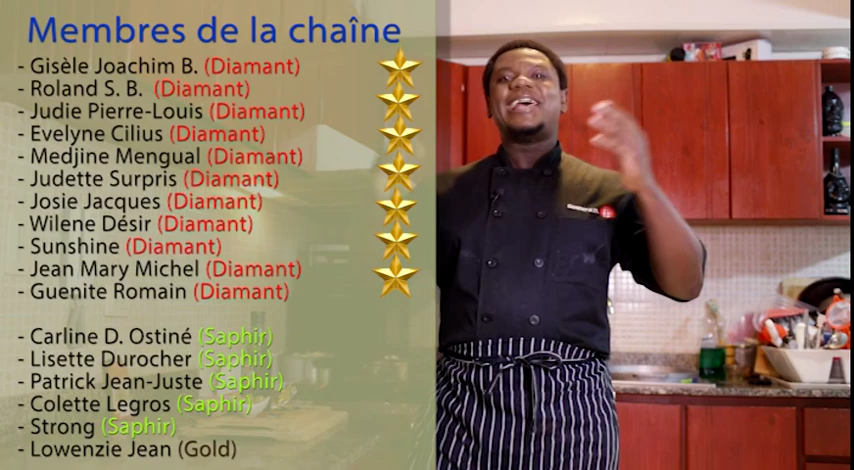 Membres de la chaîne
- Gisèle Joachim B. (Diamant)
- Roland S. B. (Diamant)
- Judie Pierre-Louis (Diamant)
- Evelyne Cilius (Diamant)
- Medjine Mengual (Diamant)
- Judette Surpris (Diamant)
- Josie Jacques (Diamant)
- Wilene Désir (Diamant)
- Sunshine (Diamant)
- Jean Mary Michel (Diamant)
- Guenite Romain (Diamant)
- Carline D. Ostiné (Saphir)
- Lisette Durocher (Saphir)
- Patrick Jean-Juste (Saphir)
- Colette Legros (Saphir)
- Strong (Saphir)
- Lowenzie Jean (Gold)